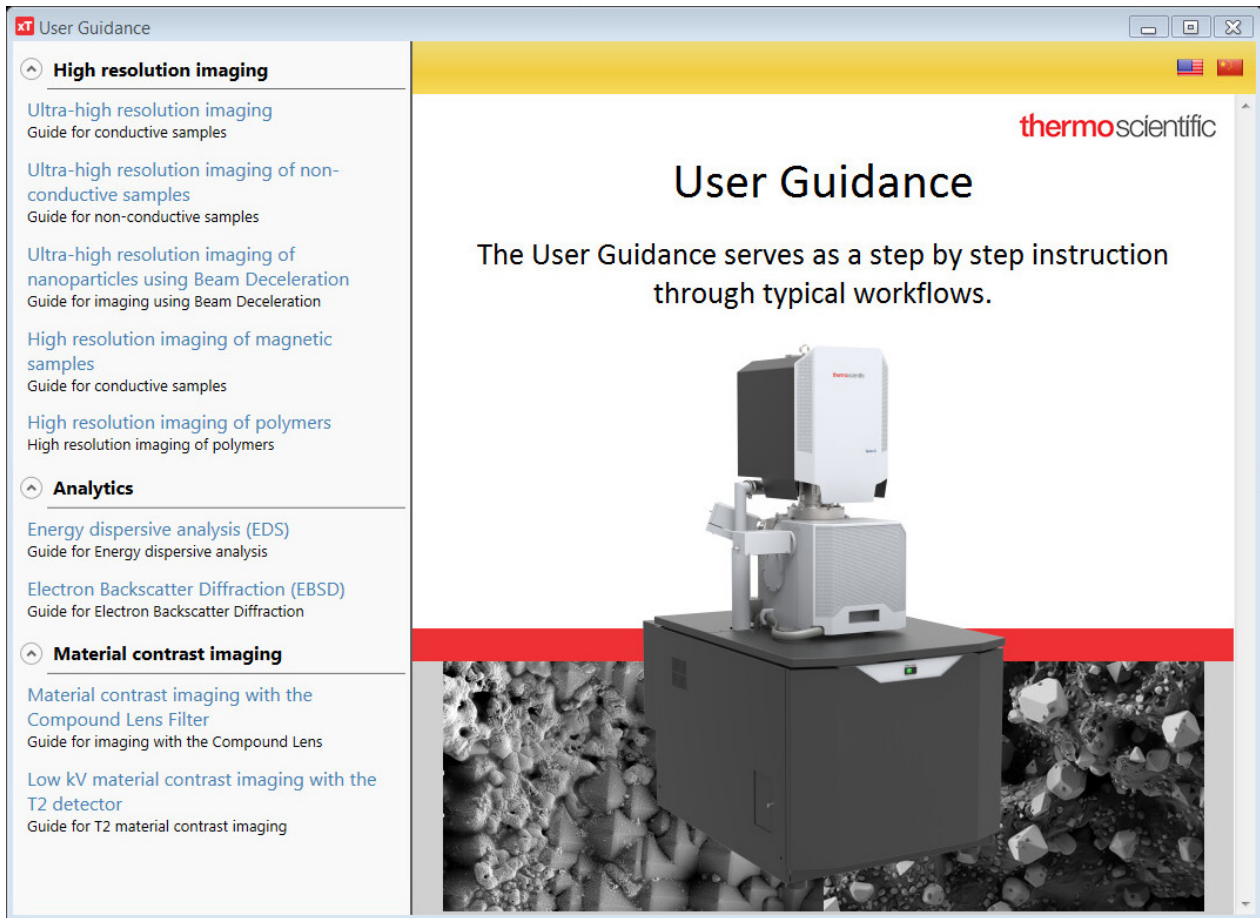 xT User Guidance
High resolution imaging
Ultra-high resolution imaging
Guide for conductive samples
Ultra-high resolution imaging of non-
conductive samples
Guide for non-conductive samples
Ultra-high resolution imaging of
nanoparticles using Beam Deceleration
Guide for imaging using Beam Deceleration
High resolution imaging of magnetic
samples
Guide for conductive samples
High resolution imaging of polymers
High resolution imaging of polymers
Analytics
Energy dispersive analysis (EDS)
Guide for Energy dispersive analysis
Electron Backscatter Diffraction (EBSD)
Guide for Electron Backscatter Diffraction
Material contrast imaging
Material contrast imaging with the
Compound Lens Filter
Guide for imaging with the Compound Lens
Low kV material contrast imaging with the
T2 detector
Guide for T2 material contrast imaging
thermoscientific
User Guidance
The User Guidance serves as a step by step instruction
through typical workflows.
thermoscientific